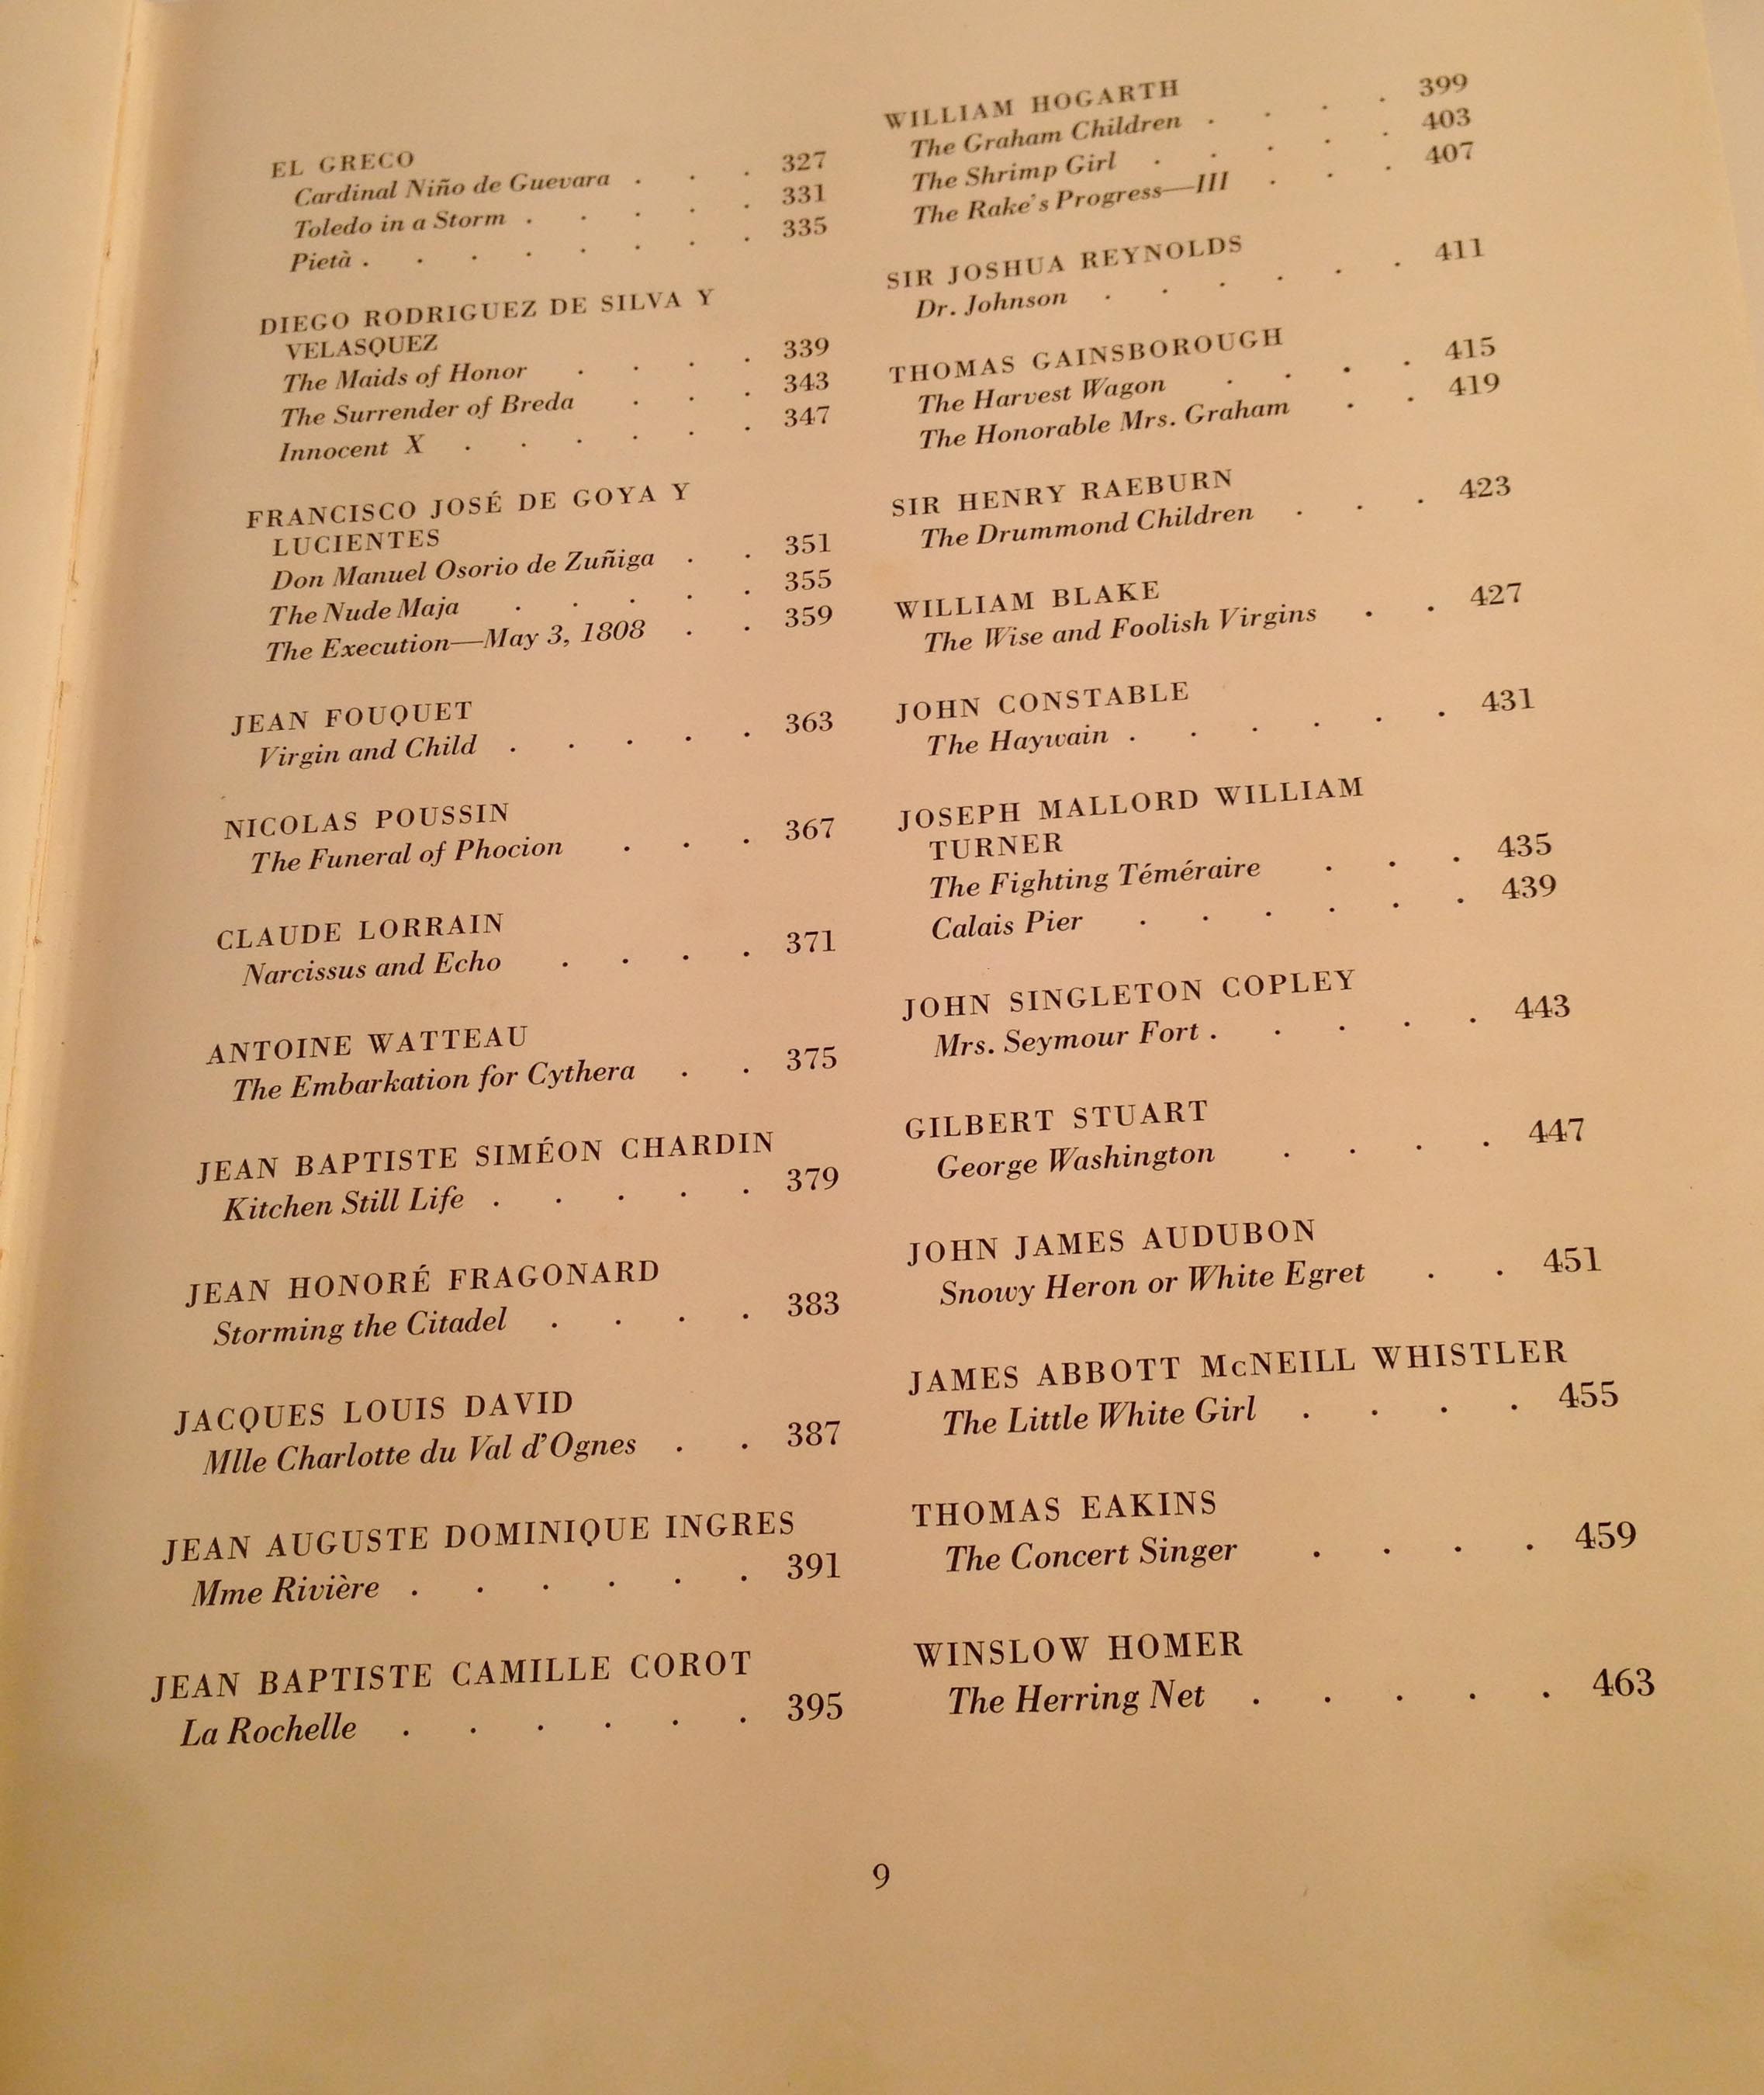 EL GRECO
Cardinal Niño de Guevara . . . 327
Toledo in a Storm . . . . . 331
Pietà . . . . . . . . 335
DIEGO RODRIGUEZ DE SILVA Y
VELASQUEZ
The Maids of Honor . . . . 339
The Surrender of Breda . . . 343
Innocent X . . . . . . 347
FRANCISCO JOSÉ DE GOYA Y
LUCIENTES
Don Manuel Osorio de Zuñiga . . 351
The Nude Maja . . . . . 355
The Execution—May 3, 1808 . . 359
JEAN FOUQUET
Virgin and Child . . . . . 363
NICOLAS POUSSIN
The Funeral of Phocion . . . 367
CLAUDE LORRAIN
Narcissus and Echo . . . . 371
ANTOINE WATTEAU
The Embarkation for Cythera . . 375
JEAN BAPTISTE SIMÉON CHARDIN
Kitchen Still Life . . . . . 379
JEAN HONORÉ FRAGONARD
Storming the Citadel . . . . 383
JACQUES LOUIS DAVID
Mlle Charlotte du Val d'Ognes . . 387
JEAN AUGUSTE DOMINIQUE INGRES
Mme Rivière . . . . . . 391
JEAN BAPTISTE CAMILLE COROT
La Rochelle . . . . . . 395
WILLIAM HOGARTH
The Graham Children . . . . 399
The Shrimp Girl . . . . . 403
The Rake's Progress—III . . . 407
SIR JOSHUA REYNOLDS
Dr. Johnson . . . . . . 411
THOMAS GAINSBOROUGH
The Harvest Wagon . . . . 415
The Honorable Mrs. Graham . . 419
SIR HENRY RAEBURN
The Drummond Children . . . 423
WILLIAM BLAKE
The Wise and Foolish Virgins . . 427
JOHN CONSTABLE
The Haywain . . . . . . 431
JOSEPH MALLORD WILLIAM
TURNER
The Fighting Téméraire . . . 435
Calais Pier . . . . . . 439
JOHN SINGLETON COPLEY
Mrs. Seymour Fort . . . . . 443
GILBERT STUART
George Washington . . . . 447
JOHN JAMES AUDUBON
Snowy Heron or White Egret . . 451
JAMES ABBOTT McNEILL WHISTLER
The Little White Girl . . . . 455
THOMAS EAKINS
The Concert Singer . . . . 459
WINSLOW HOMER
The Herring Net . . . . . 463
9